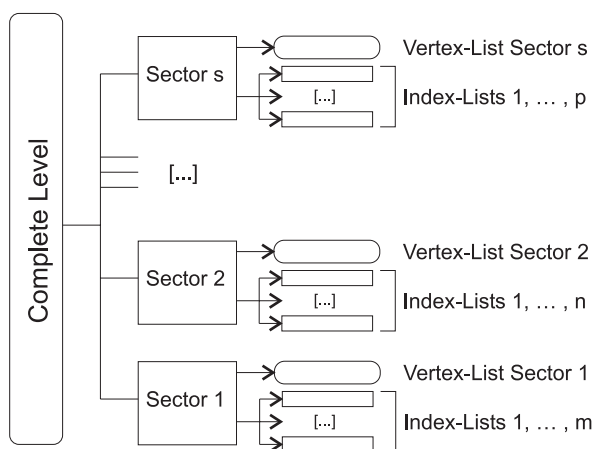 Complete Level
Sector s
Vertex-List Sector s
[...]
Index-Lists 1, ... , p
[...]
Sector 2
Vertex-List Sector 2
[...]
Index-Lists 1, ... , n
Sector 1
Vertex-List Sector 1
[...]
Index-Lists 1, ... , m